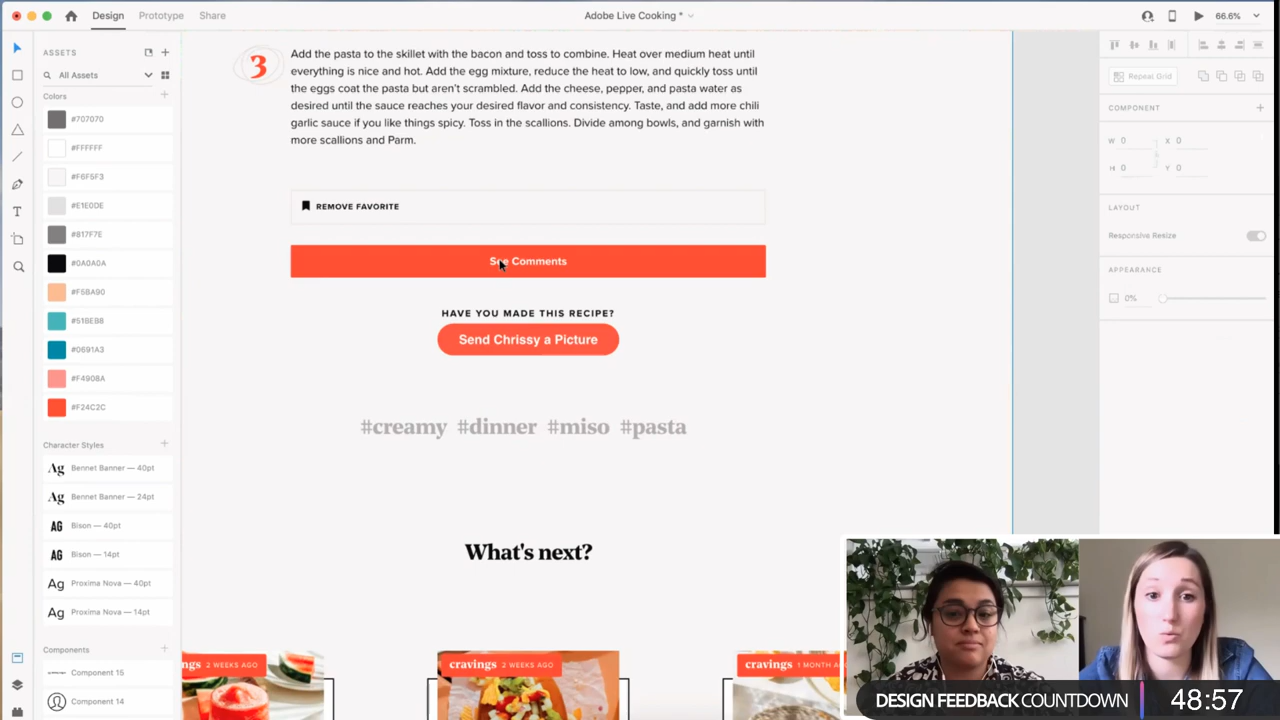 Design Prototype Share
Adobe Live Cooking *
66.6%
ASSETS
All Assets
Colors
#707070
#FFFFFF
#F6F5F3
#E1E0DE
#817F7E
#0A0A0A
#F5BA90
#51BEB8
#0691A3
#F4908A
#F24C2C
Character Styles
Ag Bennet Banner — 40pt
Ag Bennet Banner — 24pt
AG Bison — 40pt
AG Bison — 14pt
Ag Proxima Nova — 40pt
Ag Proxima Nova — 14pt
Components
Component 15
Component 14
3
Add the pasta to the skillet with the bacon and toss to combine. Heat over medium heat until
everything is nice and hot. Add the egg mixture, reduce the heat to low, and quickly toss until
the eggs coat the pasta but aren't scrambled. Add the cheese, pepper, and pasta water as
desired until the sauce reaches your desired flavor and consistency. Taste, and add more chili
garlic sauce if you like things spicy. Toss in the scallions. Divide among bowls, and garnish with
more scallions and Parm.
REMOVE FAVORITE
See Comments
HAVE YOU MADE THIS RECIPE?
Send Chrissy a Picture
#creamy #dinner #miso #pasta
What's next?
ngs 2 WEEKS AGO
cravings 2 WEEKS AGO
cravings 1 MONTH A
Repeat Grid
COMPONENT
W 0 X 0
H 0 Y 0
LAYOUT
Responsive Resize
APPEARANCE
0%
DESIGN FEEDBACK COUNTDOWN 48:57